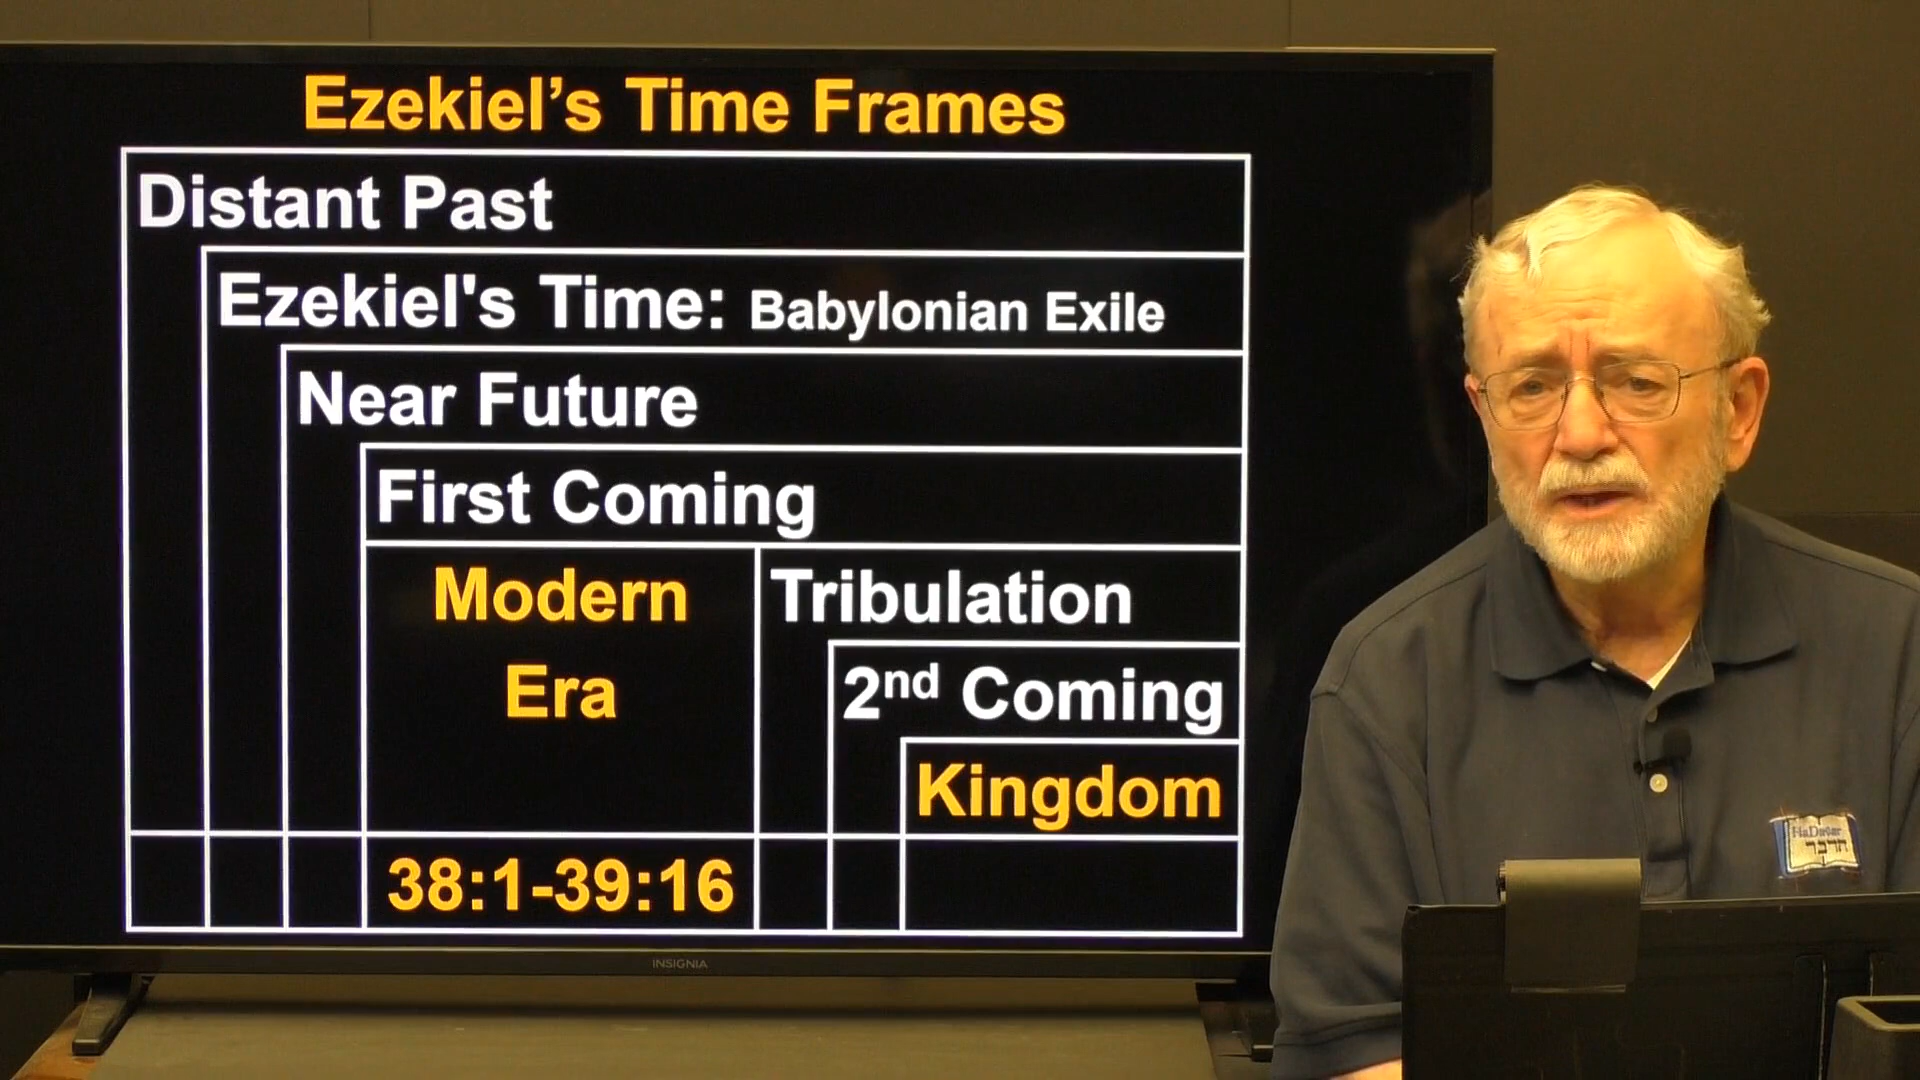 Ezekiel’s Time Frames
Distant Past
Ezekiel's Time: Babylonian Exile
Near Future
First Coming
Modern
Era
Tribulation
2nd Coming
Kingdom
38:1-39:16
INSIGNIA
HaDavar
הדבר